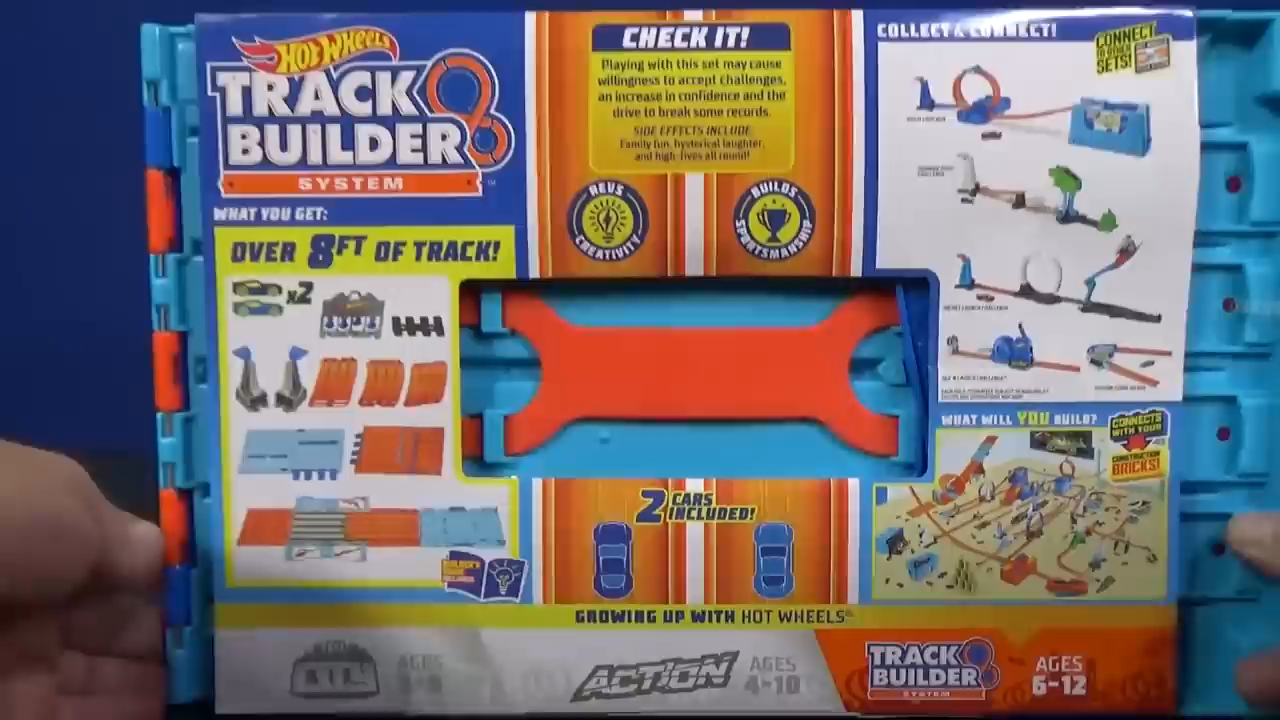 HOT WHEELS
TRACK
BUILDER
SYSTEM
™
WHAT YOU GET:
OVER 8FT OF TRACK!
x2
CHECK IT!
Playing with this set may cause
willingness to accept challenges,
an increase in confidence and the
drive to break some records.
SIDE EFFECTS INCLUDE
Family fun, hysterical laughter,
and high-fives all round!
REVS
CREATIVITY
BUILDS
SPORTSMANSHIP
2 CARS
INCLUDED!
COLLECT & CONNECT!
CONNECT
TO OTHER
SETS!
WHAT WILL YOU BUILD?
CONNECTS
WITH YOUR
CONSTRUCTION
BRICKS!
GROWING UP WITH HOT WHEELS®
CITY
AGES
ACTION
AGES
4-10
TRACK
BUILDER
SYSTEM
AGES
6-12